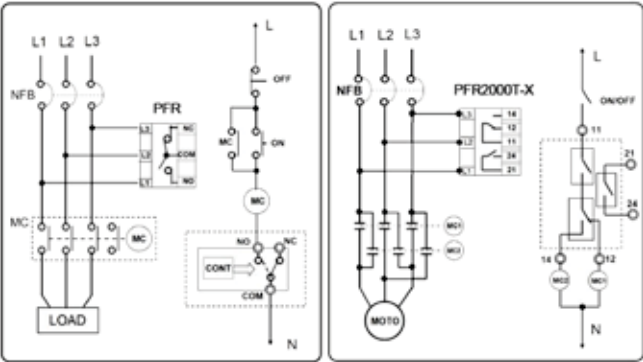 L1 L2 L3
NFB
PFR
L3 NC
L2 COM
L1 NO
MC
MC
LOAD
L
OFF
MC ON
MC
NO NC
CONT
COM
N
L1 L2 L3
NFB
PFR2000T-X
L3 14
12
L2 11
24
L1 21
MC1
MC2
MOTO
L
ON/OFF
11
21
24
14 12
MC2 MC1
N